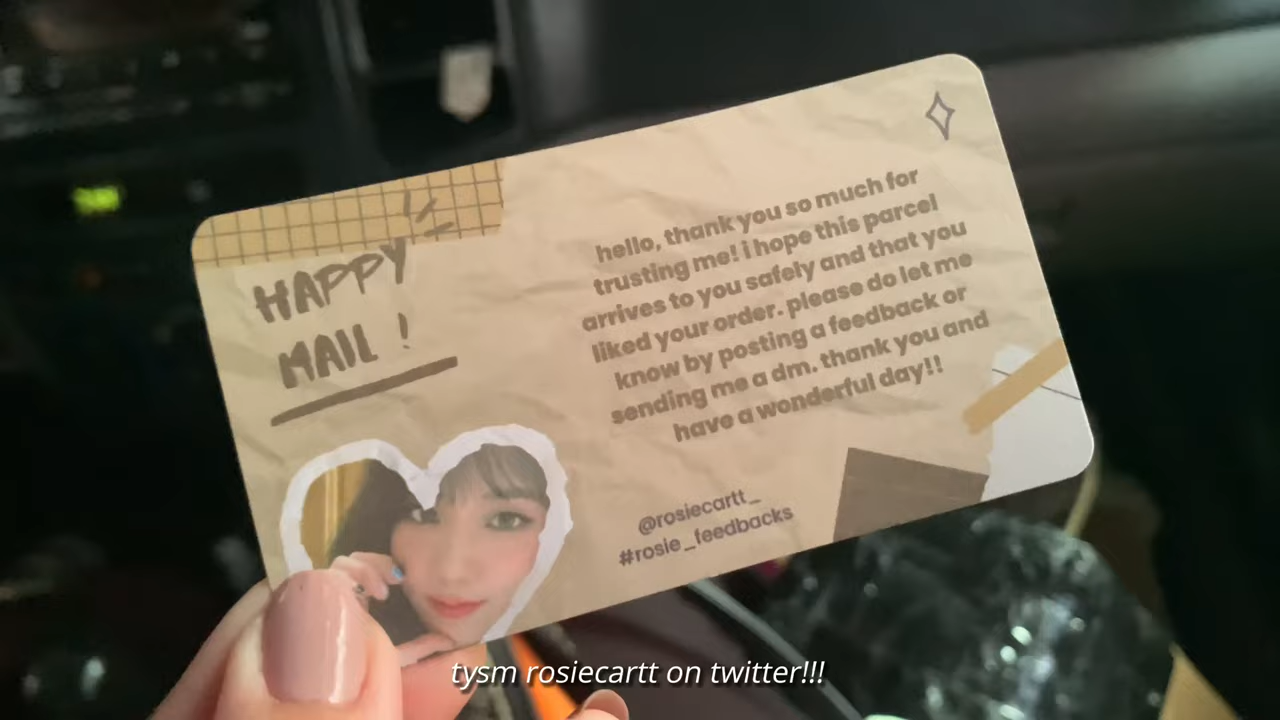 HAPPY
MAIL !
hello, thank you so much for
trusting me! i hope this parcel
arrives to you safely and that you
liked your order. please do let me
know by posting a feedback or
sending me a dm. thank you and
have a wonderful day!!
@rosiecartt_
#rosie_feedbacks
tysm rosiecartt on twitter!!!